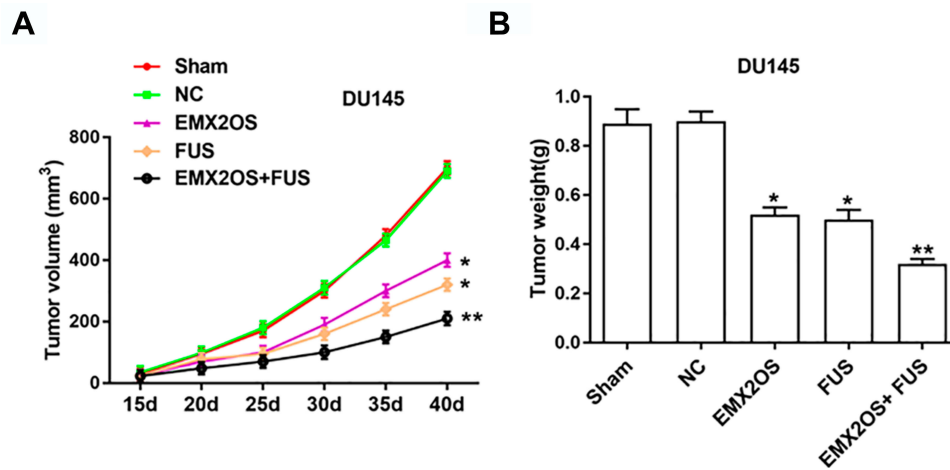 A
Sham
NC
EMX2OS
FUS
EMX2OS+FUS
DU145
Tumor volume (mm³)
800
600
400
200
0
*
*
**
15d 20d 25d 30d 35d 40d
B
DU145
Tumor weight(g)
1.0
0.8
0.6
0.4
0.2
0.0
*
*
**
Sham
NC
EMX2OS
FUS
EMX2OS+ FUS